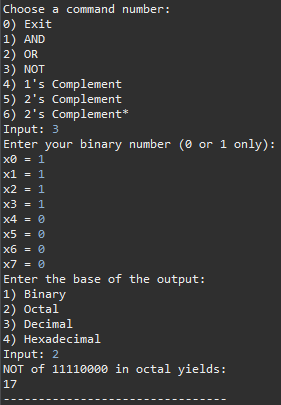 Choose a command number:
0) Exit
1) AND
2) OR
3) NOT
4) 1's Complement
5) 2's Complement
6) 2's Complement*
Input: 3
Enter your binary number (0 or 1 only):
x0 = 1
x1 = 1
x2 = 1
x3 = 1
x4 = 0
x5 = 0
x6 = 0
x7 = 0
Enter the base of the output:
1) Binary
2) Octal
3) Decimal
4) Hexadecimal
Input: 2
NOT of 11110000 in octal yields:
17
--------------------------------